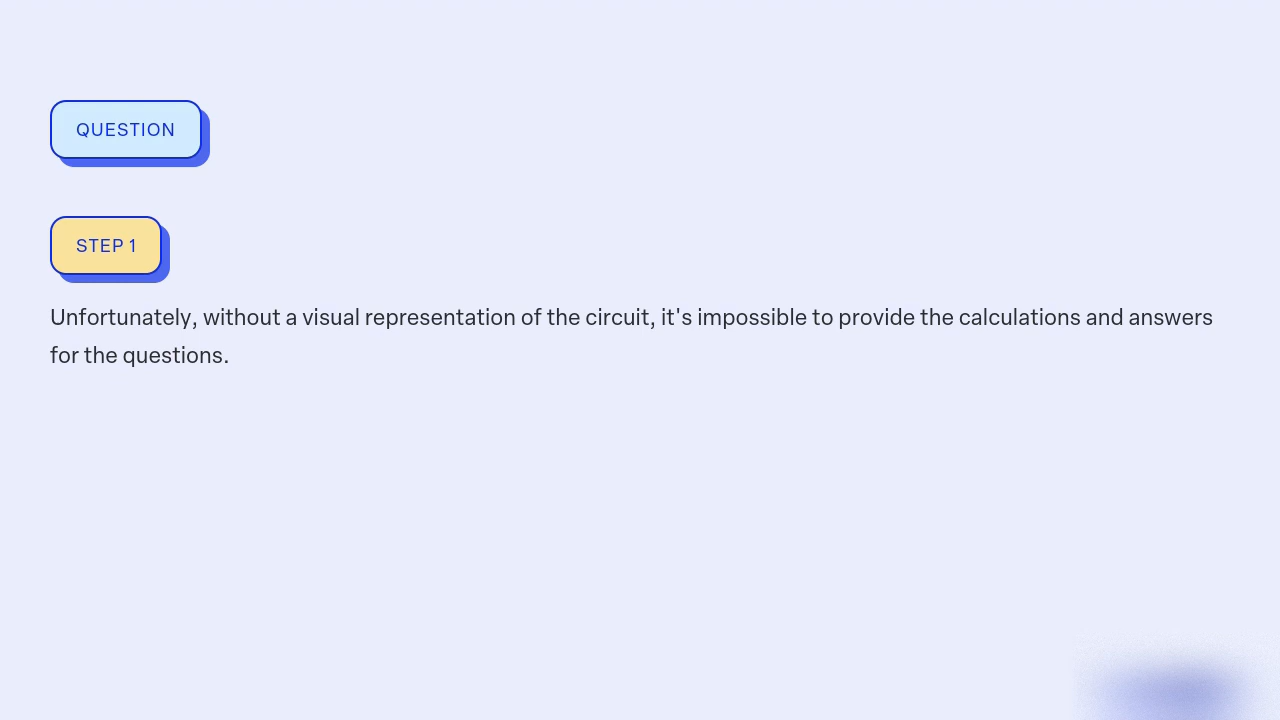 QUESTION
STEP 1
Unfortunately, without a visual representation of the circuit, it's impossible to provide the calculations and answers
for the questions.